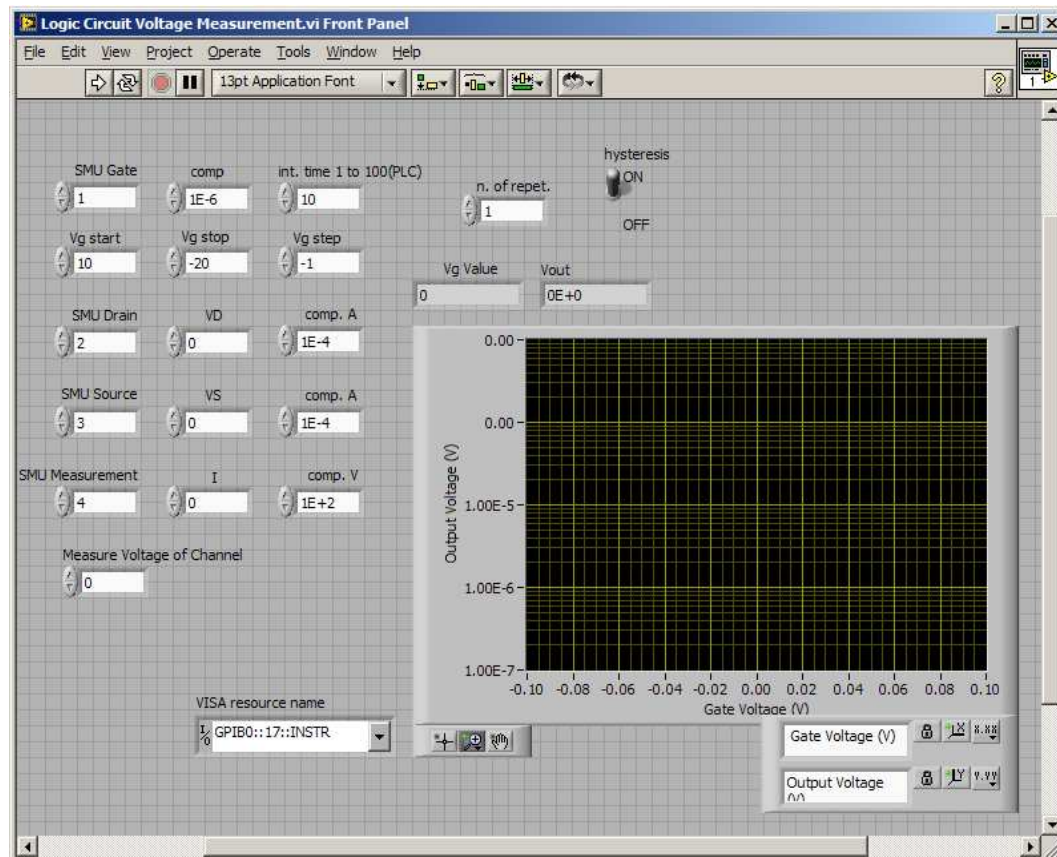 Logic Circuit Voltage Measurement.vi Front Panel
File Edit View Project Operate Tools Window Help
13pt Application Font
1
SMU Gate comp int. time 1 to 100(PLC)
1 1E-6 10
n. of repet.
1
hysteresis
ON
OFF
Vg start Vg stop Vg step
10 -20 -1
Vg Value Vout
0 0E+0
SMU Drain VD comp. A
2 0 1E-4
SMU Source VS comp. A
3 0 1E-4
SMU Measurement I comp. V
4 0 1E+2
Measure Voltage of Channel
0
VISA resource name
I/0 GPIB0::17::INSTR
Output Voltage (V)
0.00
0.00
1.00E-5
1.00E-6
1.00E-7
-0.10 -0.08 -0.06 -0.04 -0.02 0.00 0.02 0.04 0.06 0.08 0.10
Gate Voltage (V)
Gate Voltage (V) X X.XX
Output Voltage Y Y.YY
(V)